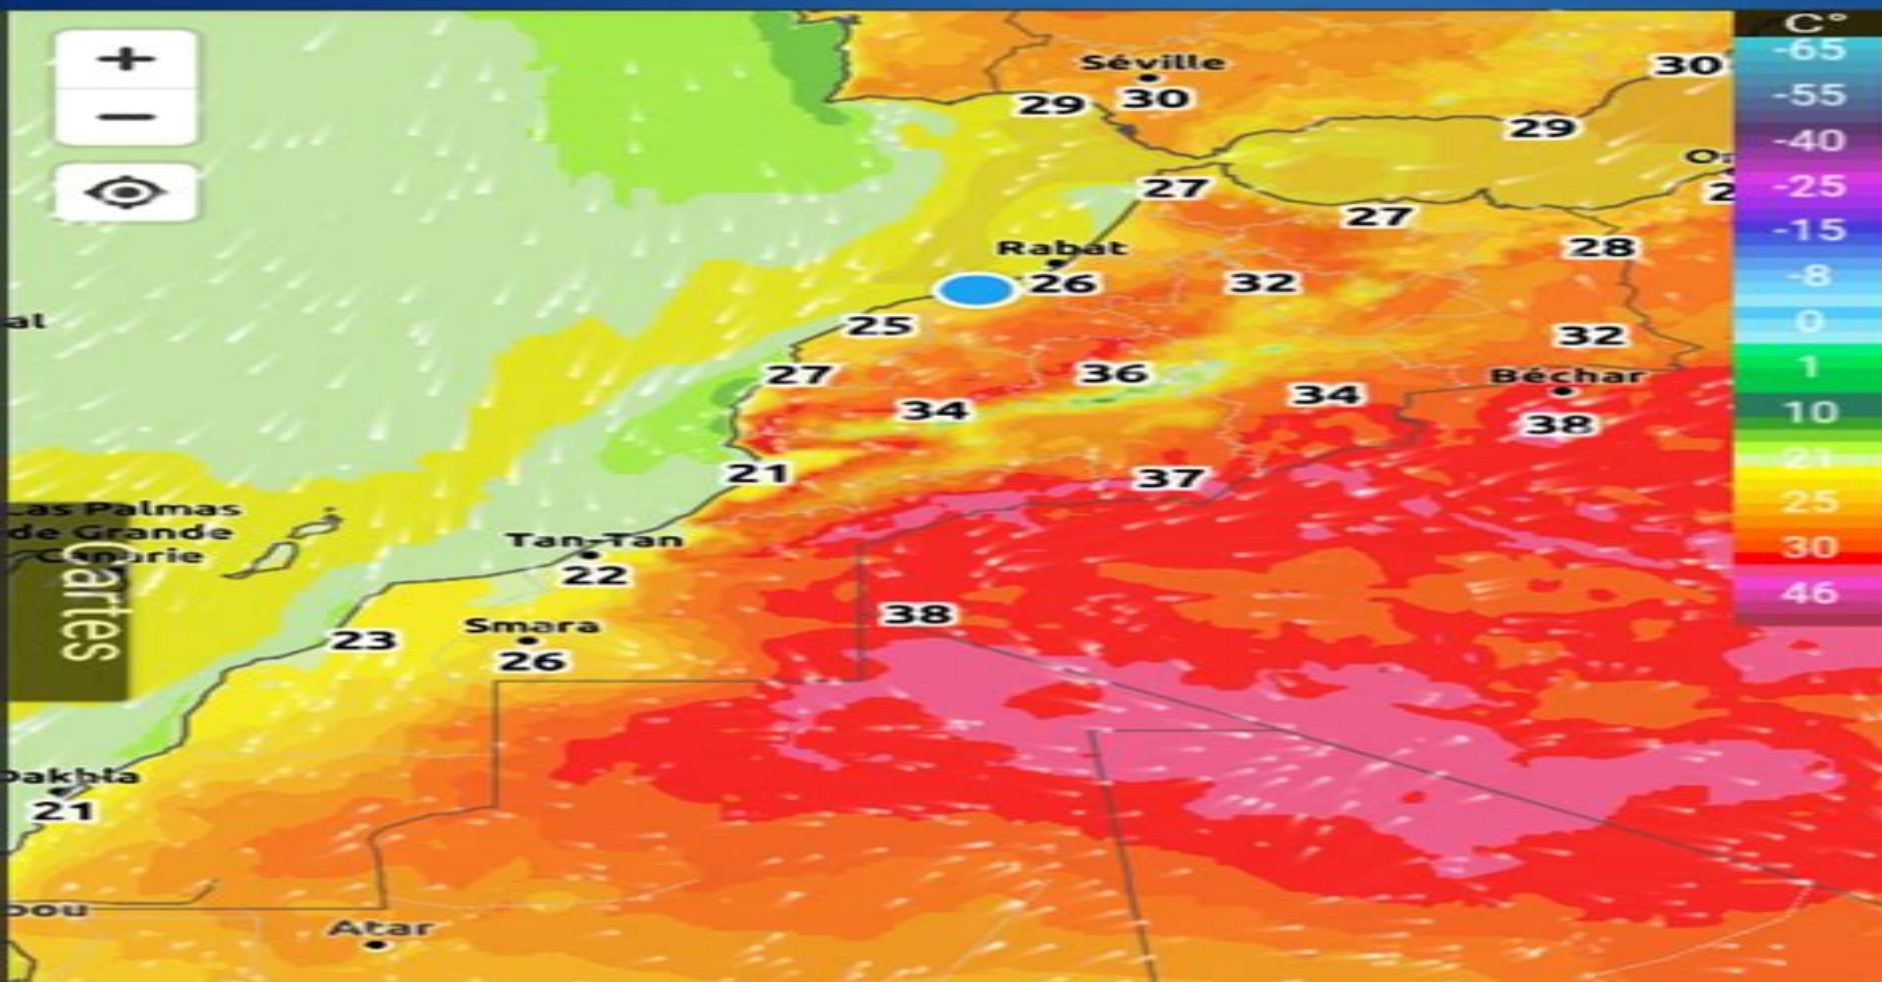 +
C°
-65
Séville
30
-55
29
30
29
−
-40
27
-25
27
Rabat
28
-15
26
32
-8
al
25
0
32
27
36
Béchar
1
34
34
38
10
21
37
21
25
Las Palmas
de Grande
Canarie
Tan-Tan
30
22
46
38
cartes
23
Smara
26
Dakhla
21
bou
Atar